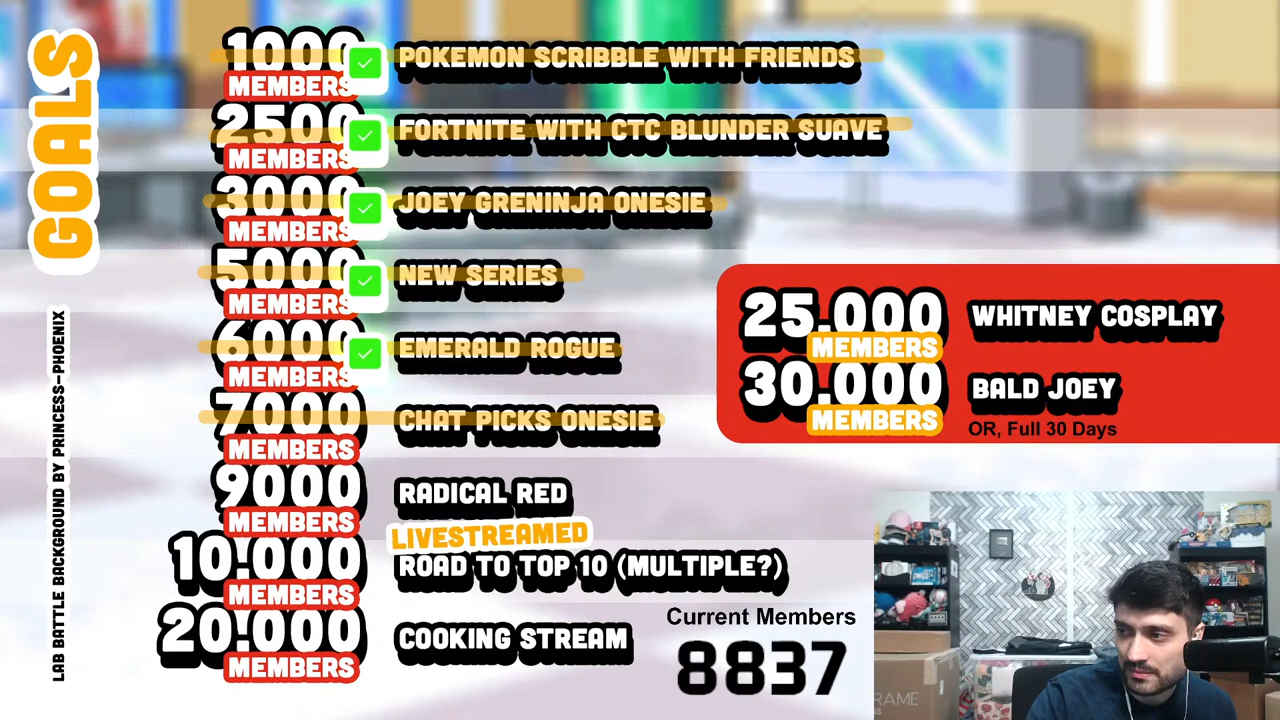 GOALS
LAB BATTLE BACKGROUND BY PRINCESS-PHOENIX
1000
MEMBERS
POKEMON SCRIBBLE WITH FRIENDS
2500
MEMBERS
FORTNITE WITH CTC BLUNDER SUAVE
3000
MEMBERS
JOEY GRENINJA ONESIE
5000
MEMBERS
NEW SERIES
6000
MEMBERS
EMERALD ROGUE
7000
MEMBERS
CHAT PICKS ONESIE
9000
MEMBERS
RADICAL RED
LIVESTREAMED
10.000
MEMBERS
ROAD TO TOP 10 (MULTIPLE?)
20.000
MEMBERS
COOKING STREAM
25.000
MEMBERS
WHITNEY COSPLAY
30.000
MEMBERS
BALD JOEY
OR, Full 30 Days
Current Members
8837